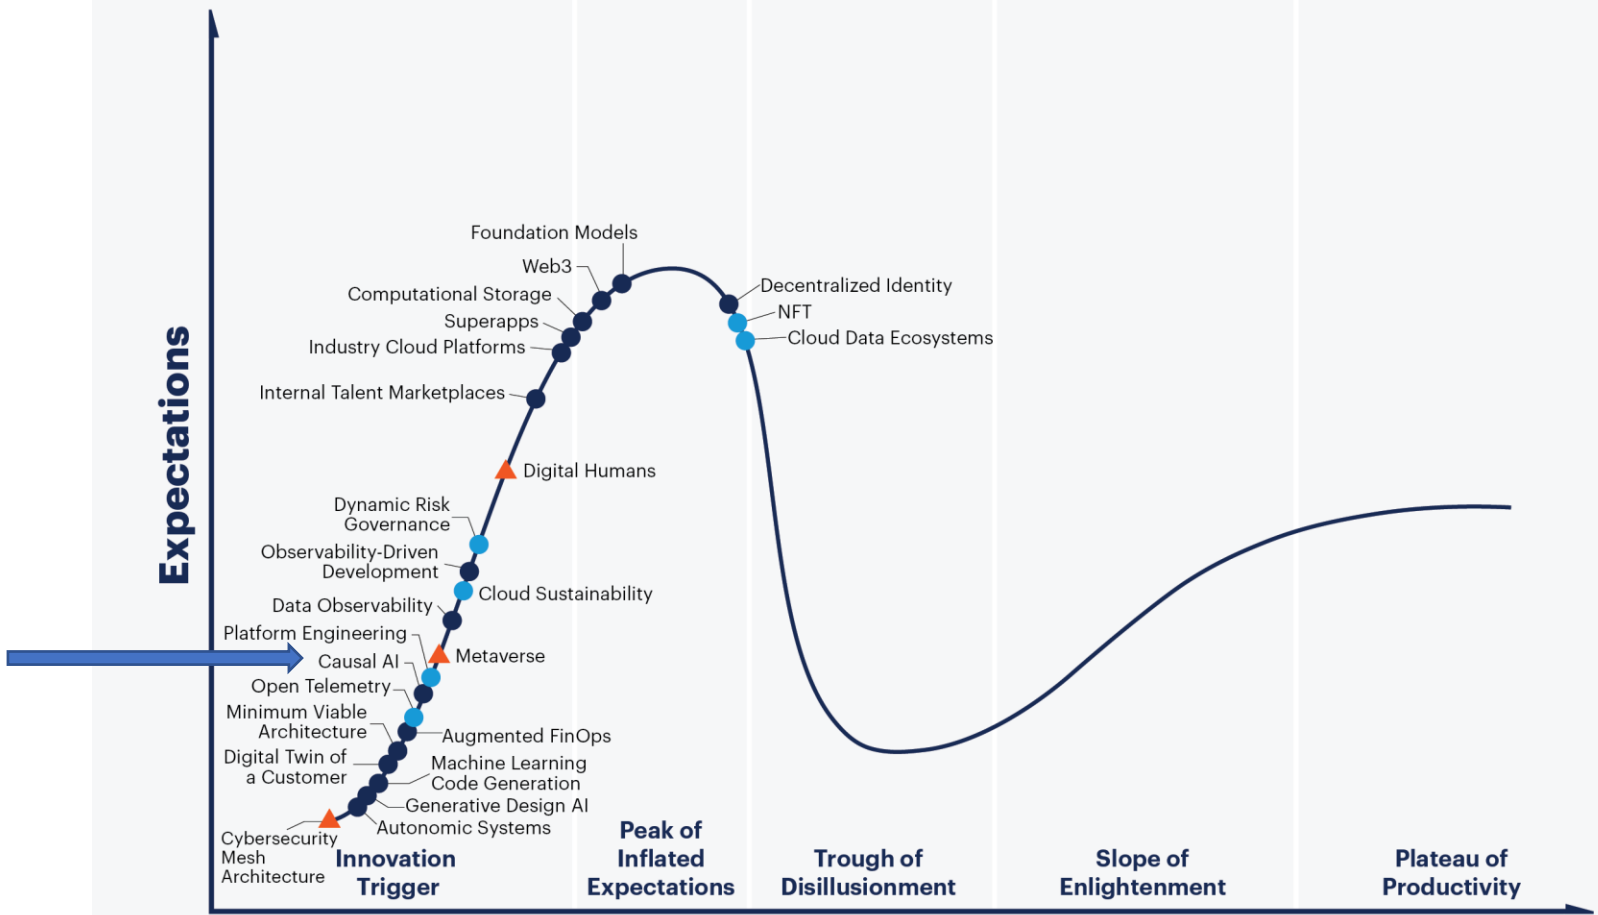 Expectations
Foundation Models
Web3
Computational Storage
Superapps
Industry Cloud Platforms
Internal Talent Marketplaces
Decentralized Identity
NFT
Cloud Data Ecosystems
Digital Humans
Dynamic Risk
Governance
Observability-Driven
Development
Cloud Sustainability
Data Observability
Platform Engineering
Metaverse
Causal AI
Open Telemetry
Minimum Viable
Architecture
Augmented FinOps
Digital Twin of
a Customer
Machine Learning
Code Generation
Generative Design AI
Autonomic Systems
Cybersecurity
Mesh
Architecture
Innovation
Trigger
Peak of
Inflated
Expectations
Trough of
Disillusionment
Slope of
Enlightenment
Plateau of
Productivity